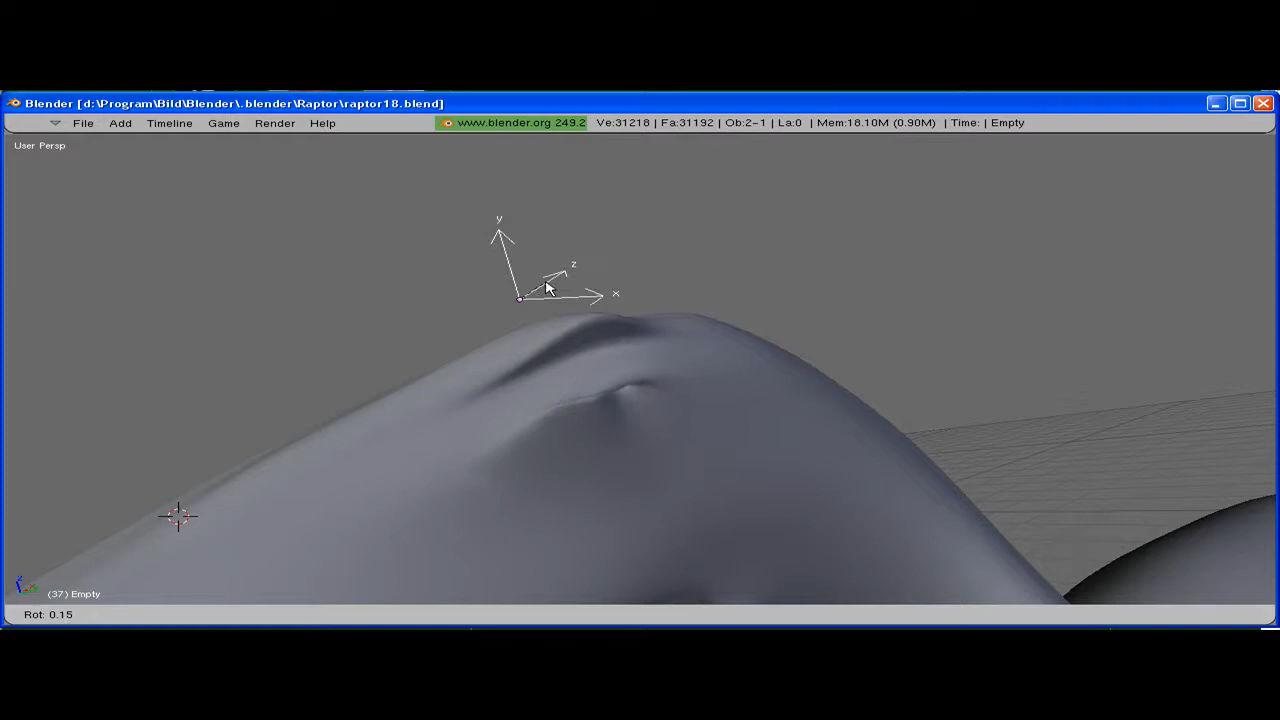 Blender [d:\Program\Bild\Blender\.blender\Raptor\raptor18.blend]
File Add Timeline Game Render Help www.blender.org 249.2 Ve:31218 | Fa:31192 | Ob:2-1 | La:0 | Mem:18.10M (0.90M) | Time: | Empty
User Persp
y
z
x
z
x
(37) Empty
Rot: 0.15